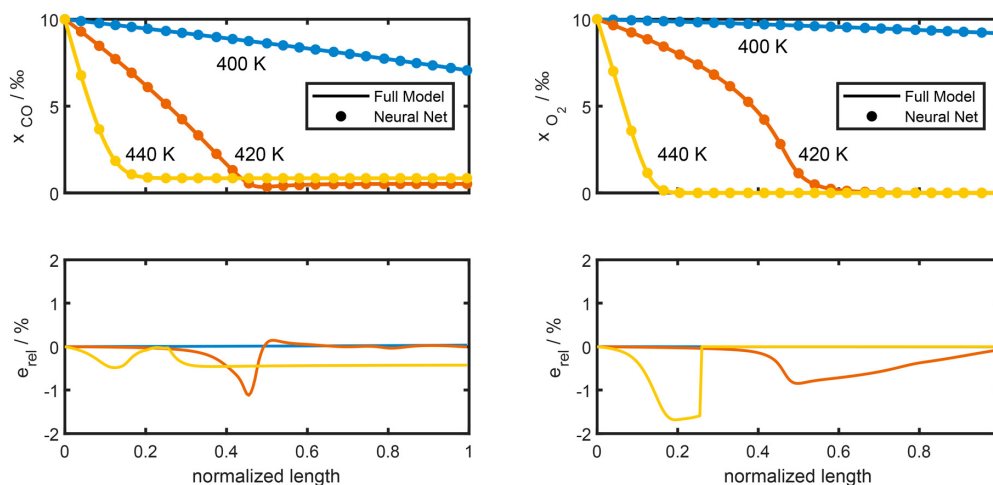 10
5
0
x CO / ‰
400 K
440 K
420 K
Full Model
Neural Net
10
5
0
x O2 / ‰
400 K
440 K
420 K
Full Model
Neural Net
2
1
0
-1
-2
e rel / %
0 0.2 0.4 0.6 0.8 1
normalized length
2
1
0
-1
-2
e rel / %
0 0.2 0.4 0.6 0.8
normalized length